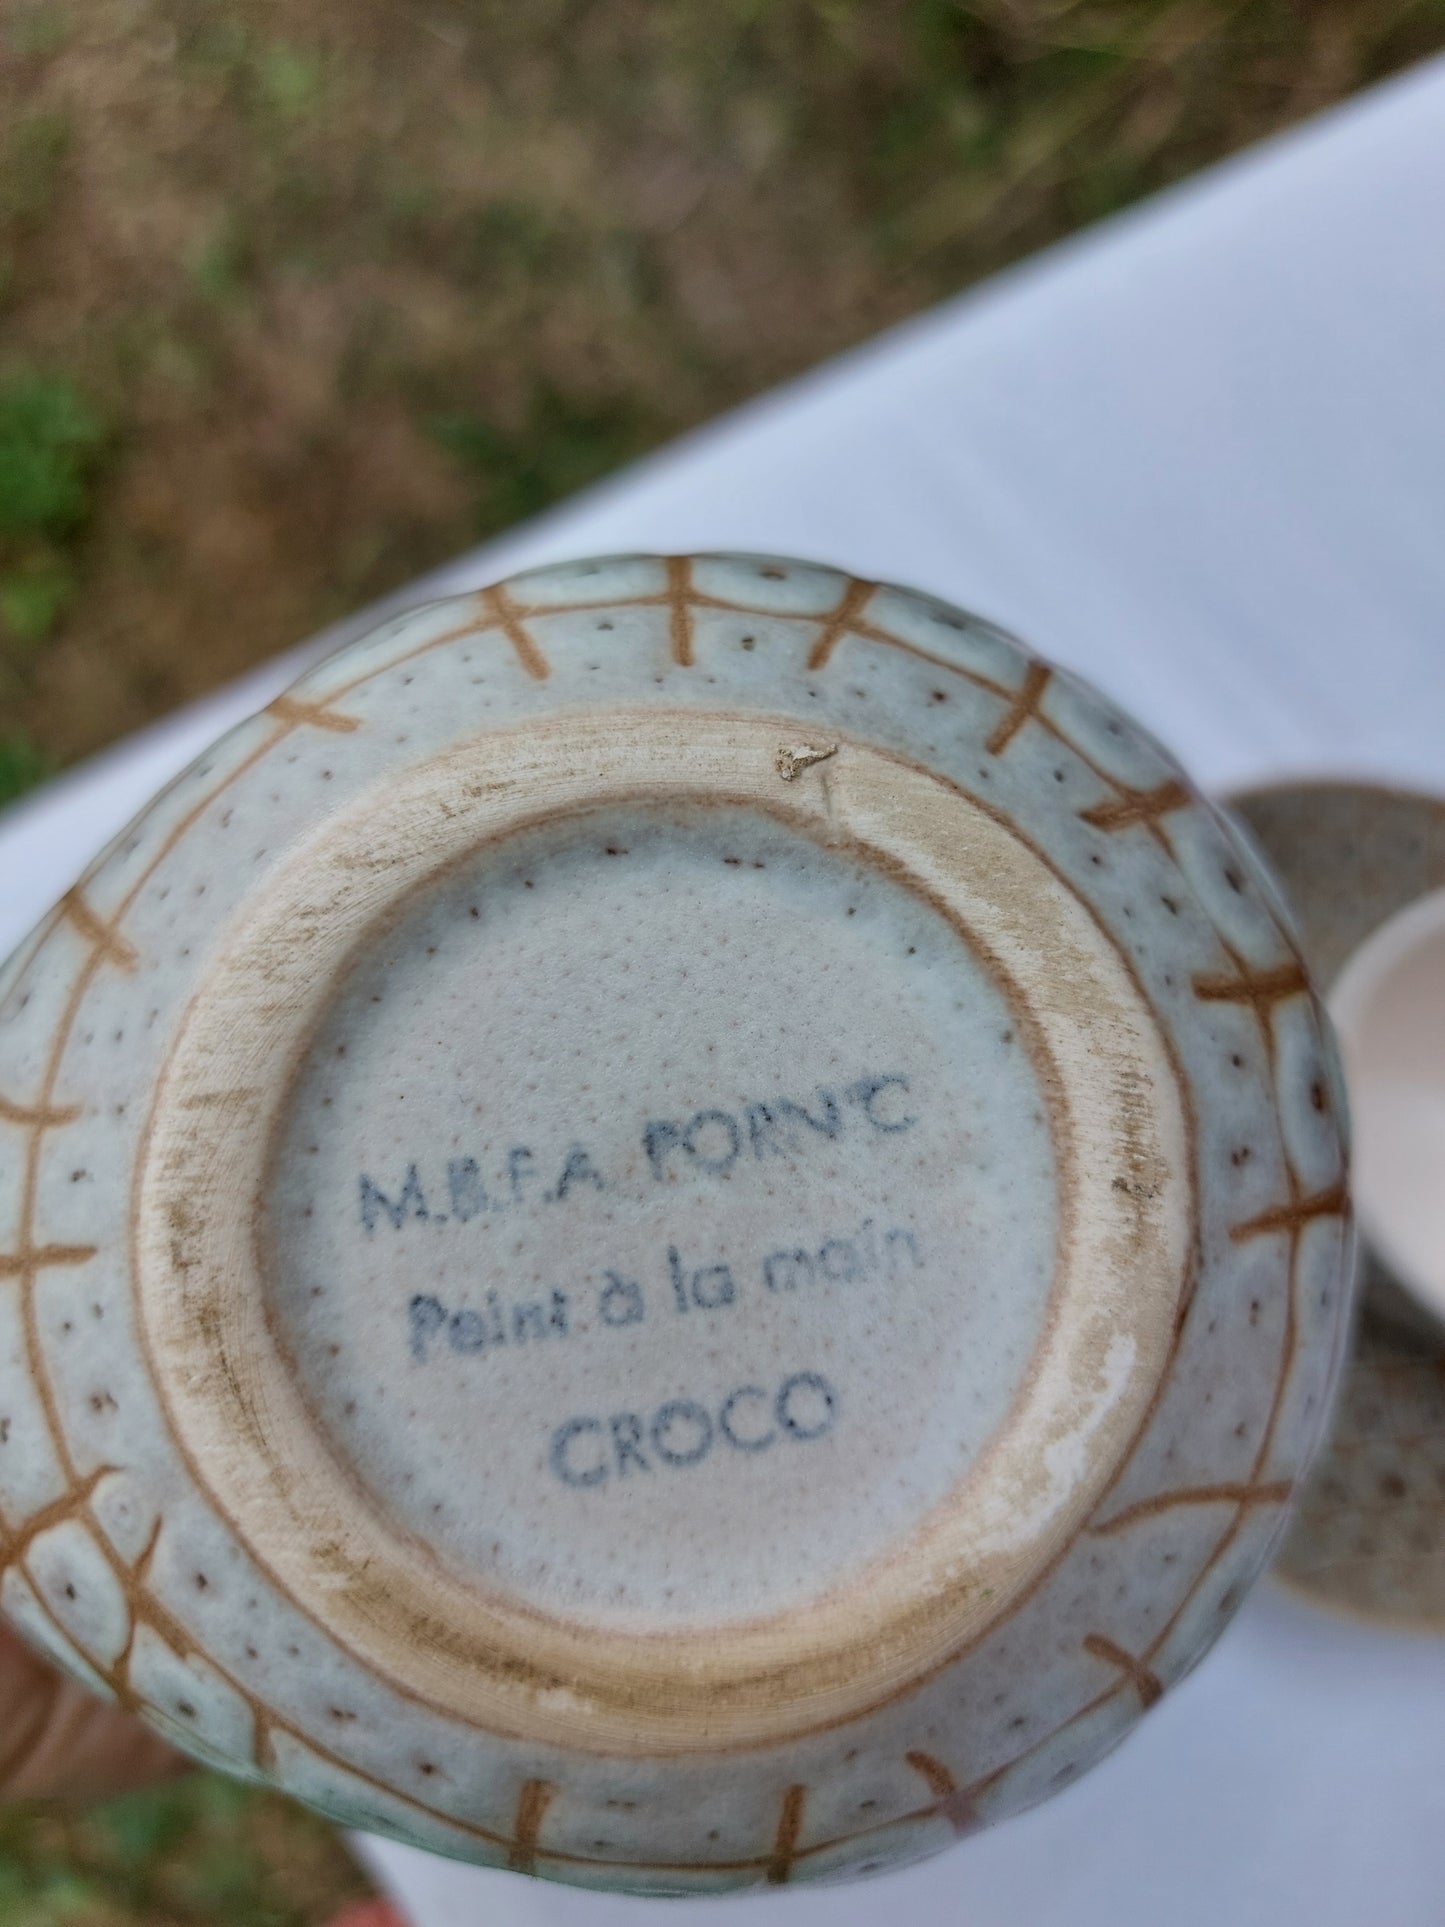 M.B.F.A PORNIC
Peint à la main
CROCO